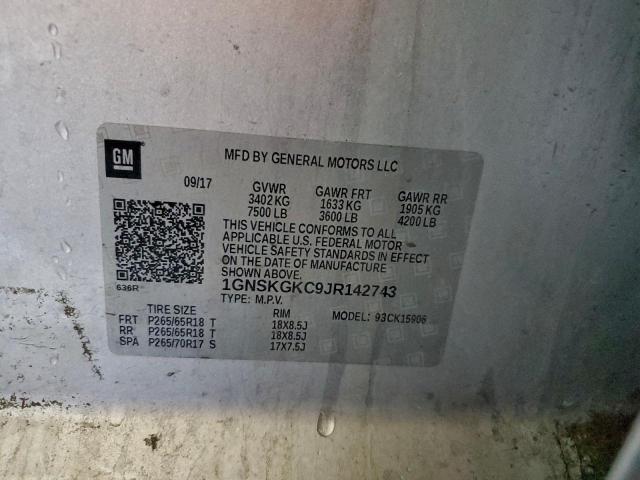 GM
MFD BY GENERAL MOTORS LLC
09/17 GVWR GAWR FRT GAWR RR
3402 KG 1633 KG 1905 KG
7500 LB 3600 LB 4200 LB
THIS VEHICLE CONFORMS TO ALL
APPLICABLE U.S. FEDERAL MOTOR
VEHICLE SAFETY STANDARDS IN EFFECT
ON THE DATE OF MANUFACTURE
SHOWN ABOVE.
636R 1GNSKGKC9JR142743
TYPE: M.P.V.
TIRE SIZE RIM MODEL: 93CK15906
FRT P265/65R18 T 18X8.5J
RR P265/65R18 T 18X8.5J
SPA P265/70R17 S 17X7.5J